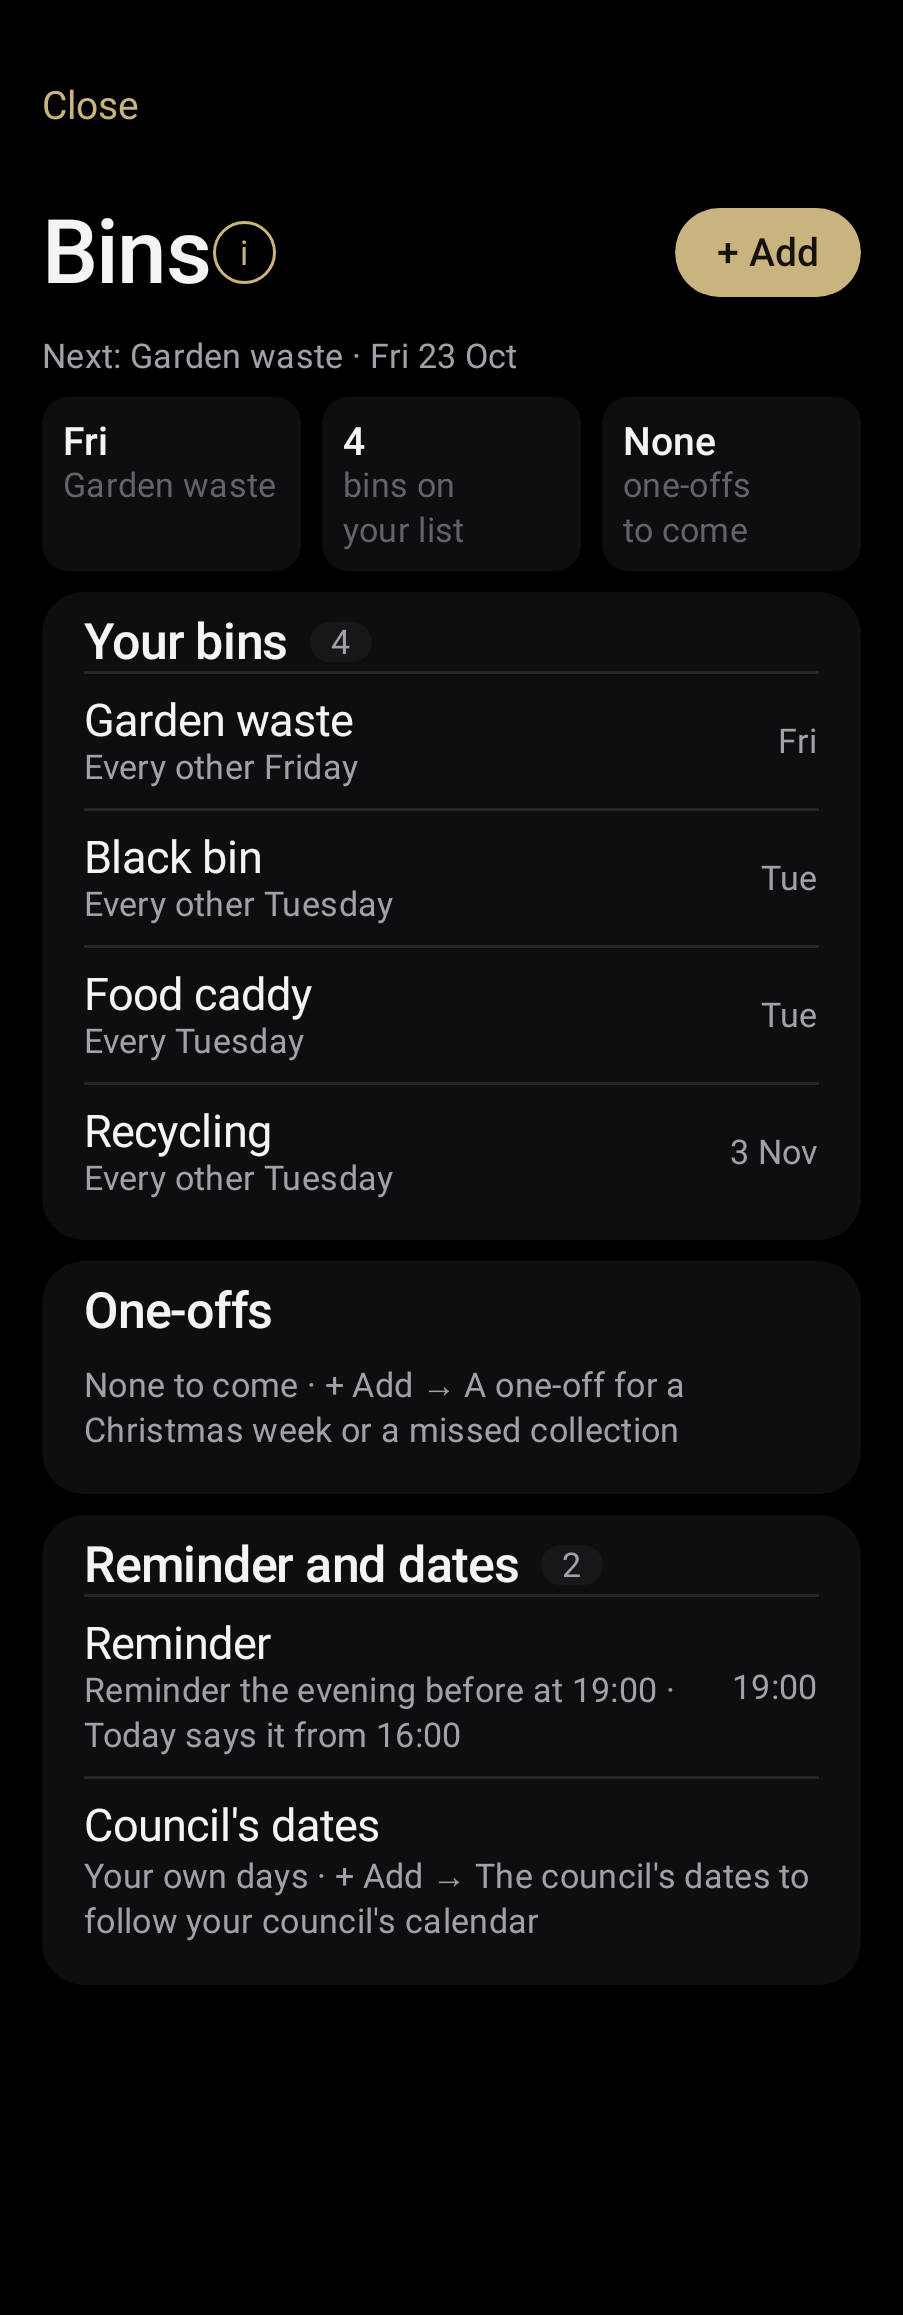 Close
Bins i
+ Add
Next: Garden waste · Fri 23 Oct
Fri
Garden waste
4
bins on
your list
None
one-offs
to come
Your bins 4
Garden waste
Every other Friday
Fri
Black bin
Every other Tuesday
Tue
Food caddy
Every Tuesday
Tue
Recycling
Every other Tuesday
3 Nov
One-offs
None to come · + Add → A one-off for a
Christmas week or a missed collection
Reminder and dates 2
Reminder
Reminder the evening before at 19:00 ·
Today says it from 16:00
19:00
Council's dates
Your own days · + Add → The council's dates to
follow your council's calendar